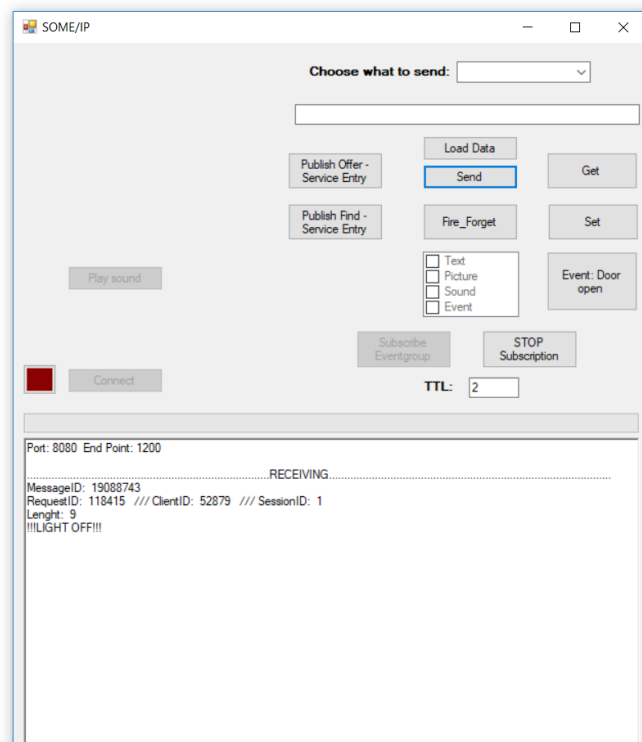 SOME/IP
Choose what to send:
Load Data
Publish Offer -
Service Entry
Send
Get
Publish Find -
Service Entry
Fire_Forget
Set
Text
Picture
Sound
Event
Event: Door
open
Play sound
Subscribe
Eventgroup
STOP
Subscription
Connect
TTL: 2
Port: 8080 End Point: 1200
......................................................................................RECEIVING......................................................................................................
MessageID: 19088743
RequestID: 118415 /// ClientID: 52879 /// SessionID: 1
Lenght: 9
!!!LIGHT OFF!!!